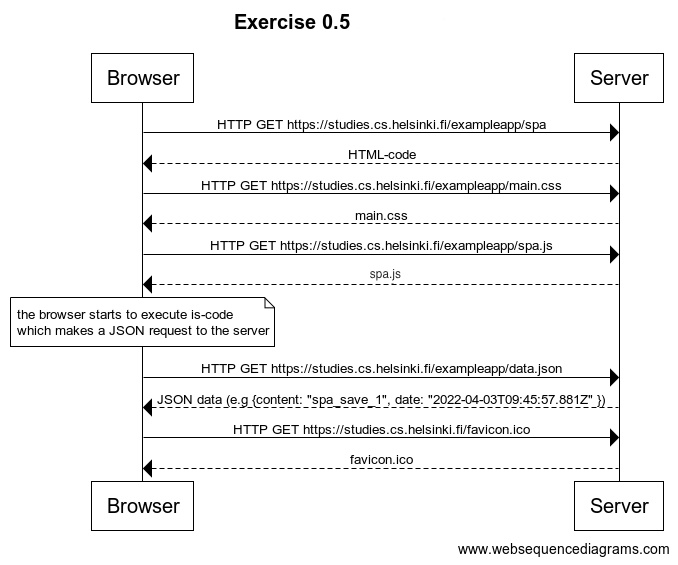 Exercise 0.5
Browser
Server
HTTP GET https://studies.cs.helsinki.fi/exampleapp/spa
HTML-code
HTTP GET https://studies.cs.helsinki.fi/exampleapp/main.css
main.css
HTTP GET https://studies.cs.helsinki.fi/exampleapp/spa.js
spa.js
the browser starts to execute is-code
which makes a JSON request to the server
HTTP GET https://studies.cs.helsinki.fi/exampleapp/data.json
JSON data (e.g {content: "spa_save_1", date: "2022-04-03T09:45:57.881Z" })
HTTP GET https://studies.cs.helsinki.fi/favicon.ico
favicon.ico
Browser
Server
www.websequencediagrams.com